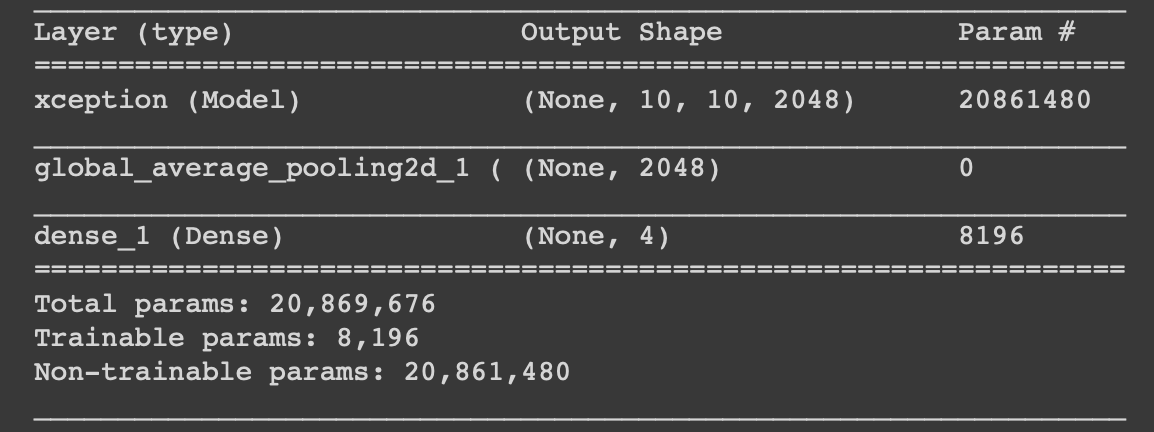 Layer (type) Output Shape Param #
xception (Model) (None, 10, 10, 2048) 20861480
global_average_pooling2d_1 ( (None, 2048) 0
dense_1 (Dense) (None, 4) 8196
Total params: 20,869,676
Trainable params: 8,196
Non-trainable params: 20,861,480